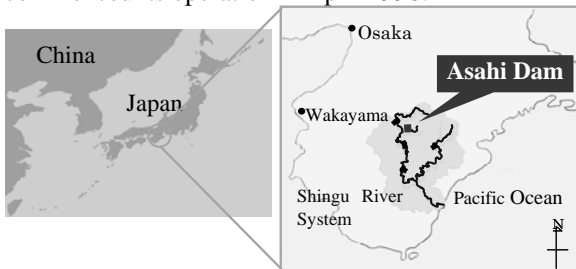 China
Japan
Osaka
Asahi Dam
Wakayama
Shingu River
System
Pacific Ocean
N